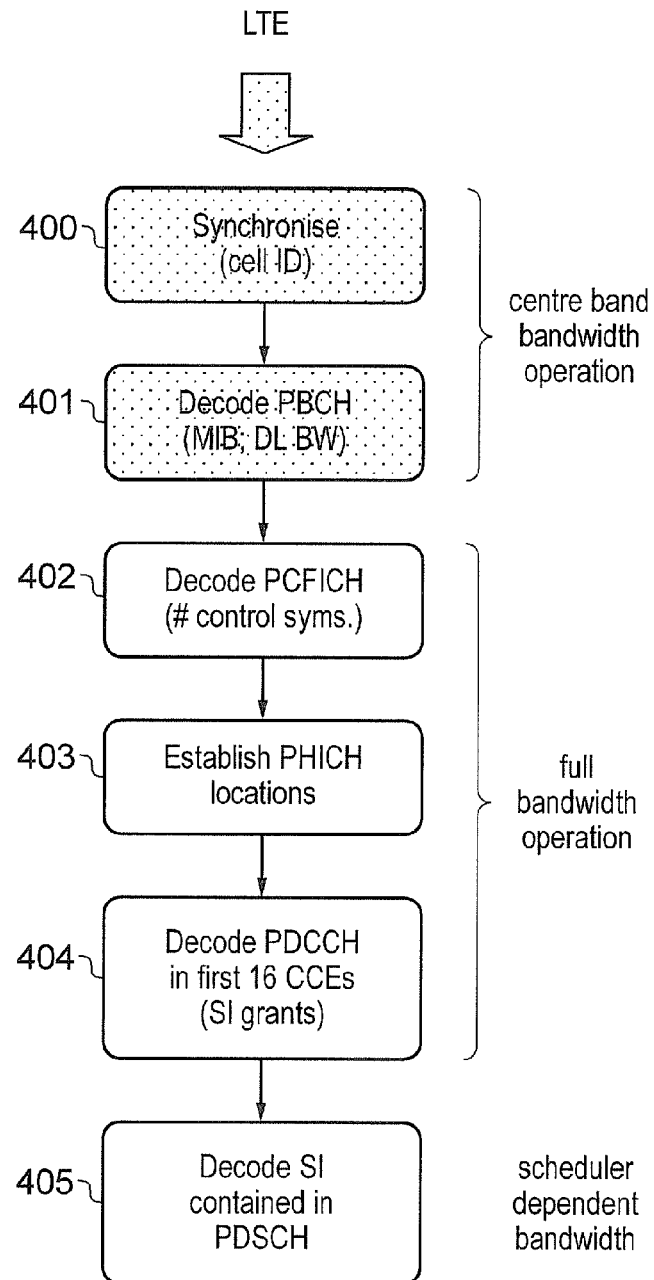 LTE
400
Synchronise
(cell ID)
centre band
bandwidth
operation
401
Decode PBCH
(MIB; DL BW)
402
Decode PCFICH
(# control syms.)
403
Establish PHICH
locations
full
bandwidth
operation
404
Decode PDCCH
in first 16 CCEs
(SI grants)
405
Decode SI
contained in
PDSCH
scheduler
dependent
bandwidth